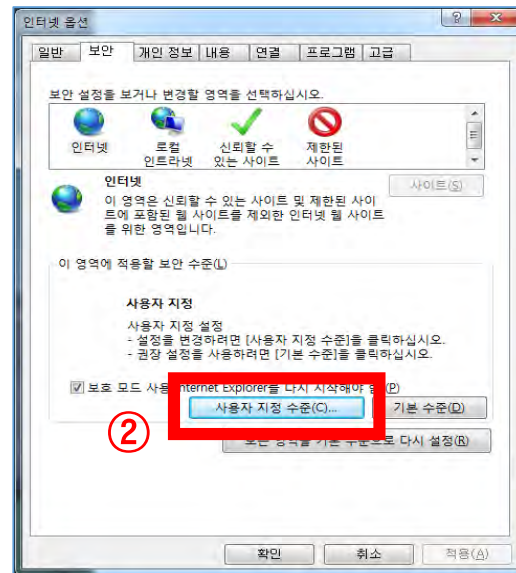 인터넷 옵션
일반 보안 개인 정보 내용 연결 프로그램 고급
보안 설정을 보거나 변경할 영역을 선택하십시오.
인터넷 로컬 인트라넷 신뢰할 수 있는 사이트 제한된 사이트
인터넷
사이트(S)
이 영역은 신뢰할 수 있는 사이트 및 제한된 사이
트에 포함된 웹 사이트를 제외한 인터넷 웹 사이트
를 위한 영역입니다.
이 영역에 적용할 보안 수준(L)
사용자 지정
사용자 지정 설정
- 설정을 변경하려면 [사용자 지정 수준]을 클릭하십시오.
- 권장 설정을 사용하려면 [기본 수준]을 클릭하십시오.
보호 모드 사용 Internet Explorer를 다시 시작해야 (P)
사용자 지정 수준(C)... 기본 수준(D)
②
모든 영역을 기본 수준으로 다시 설정(R)
확인 취소 적용(A)